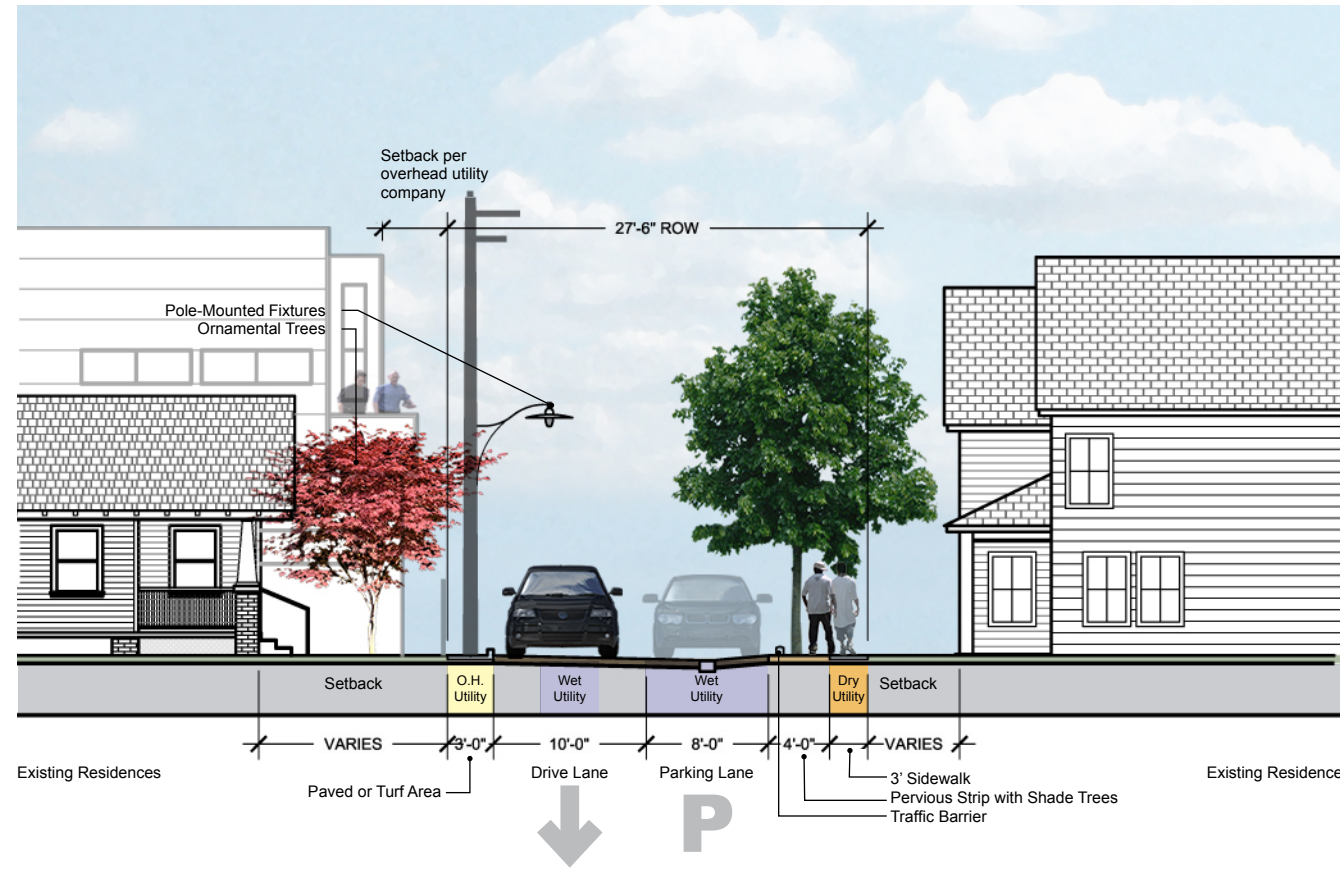 Setback per
overhead utility
company
27'-6" ROW
Pole-Mounted Fixtures
Ornamental Trees
Setback
O.H.
Utility
Wet
Utility
Wet
Utility
Dry
Utility
Setback
VARIES
3'-0"
10'-0"
8'-0"
4'-0"
VARIES
Existing Residences
Paved or Turf Area
Drive Lane
Parking Lane
P
3' Sidewalk
Pervious Strip with Shade Trees
Traffic Barrier
Existing Residence